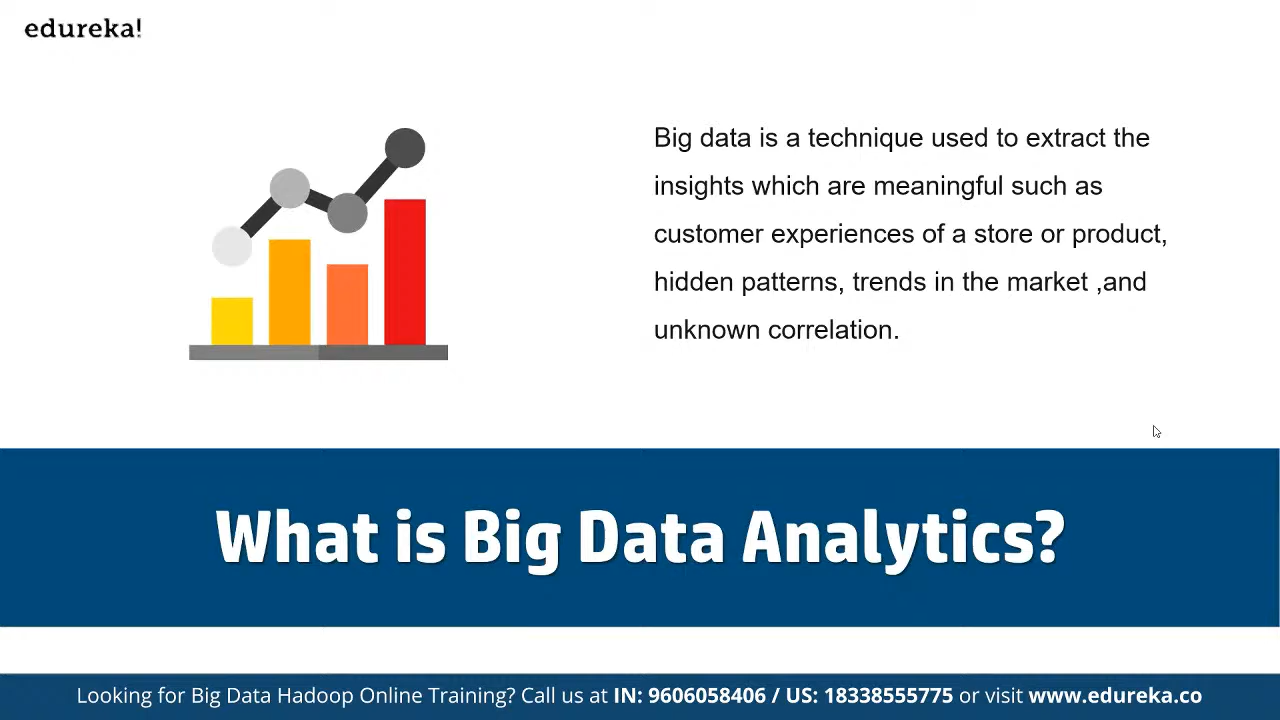 edureka!
Big data is a technique used to extract the
insights which are meaningful such as
customer experiences of a store or product,
hidden patterns, trends in the market ,and
unknown correlation.
What is Big Data Analytics?
Looking for Big Data Hadoop Online Training? Call us at IN: 9606058406 / US: 18338555775 or visit www.edureka.co